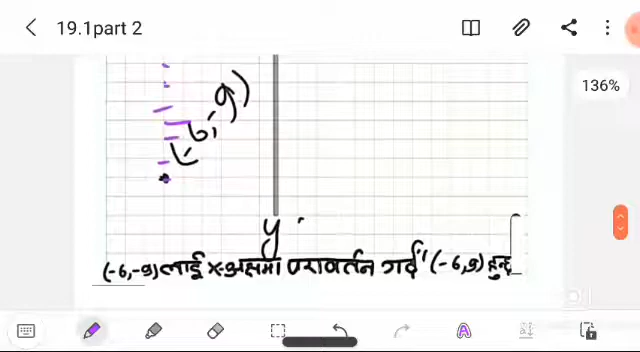 19.1part 2
136%
(-6,-9)
y'
(-6,-9) लाई x-अक्षमा परावर्तन गर्दा (-6,9) हुन्छ